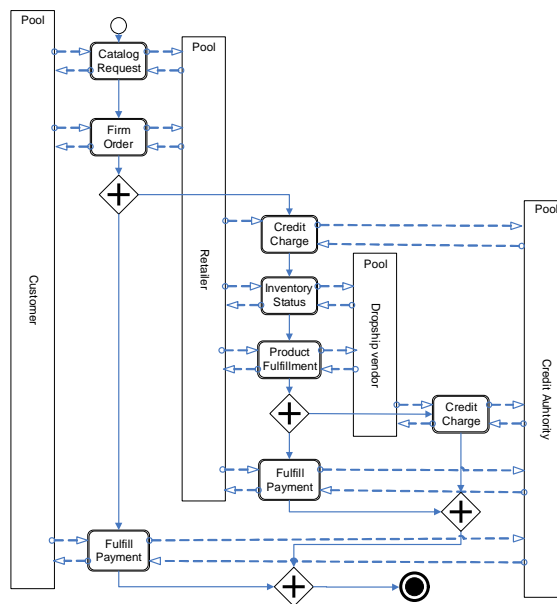 Pool
Catalog
Request
Pool
Firm
Order
Credit
Charge
Pool
Customer
Retailer
Pool
Inventory
Status
Dropship vendor
Product
Fulfillment
Credit Auhtority
Credit
Charge
Fulfill
Payment
Fulfill
Payment